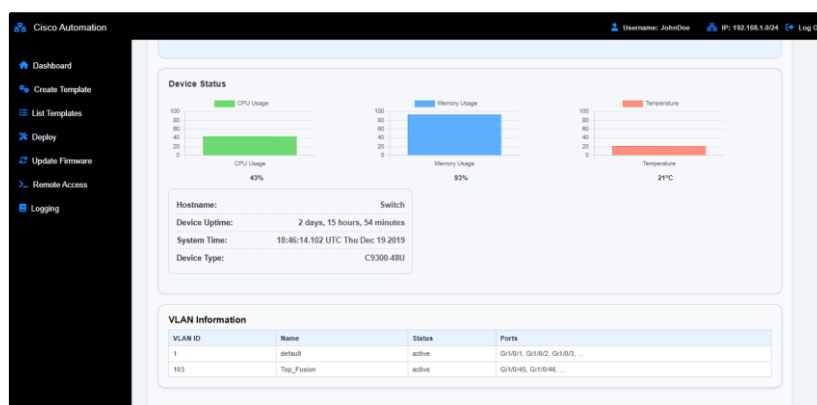 Cisco Automation
Username: JohnDoe IP: 192.168.1.0/24 Log O
Dashboard
Create Template
List Templates
Deploy
Update Firmware
Remote Access
Logging
Device Status
CPU Usage
100
80
60
40
20
0
CPU Usage
43%
Memory Usage
100
80
60
40
20
0
Memory Usage
93%
Temperature
100
80
60
40
20
0
Temperature
21°C
Hostname: Switch
Device Uptime: 2 days, 15 hours, 54 minutes
System Time: 18:46:14.102 UTC Thu Dec 19 2019
Device Type: C9300-48U
VLAN Information
VLAN ID Name Status Ports
1 default active Gi1/0/1, Gi1/0/2, Gi1/0/3, ...
103 Top_Fusion active Gi1/0/45, Gi1/0/46, ...